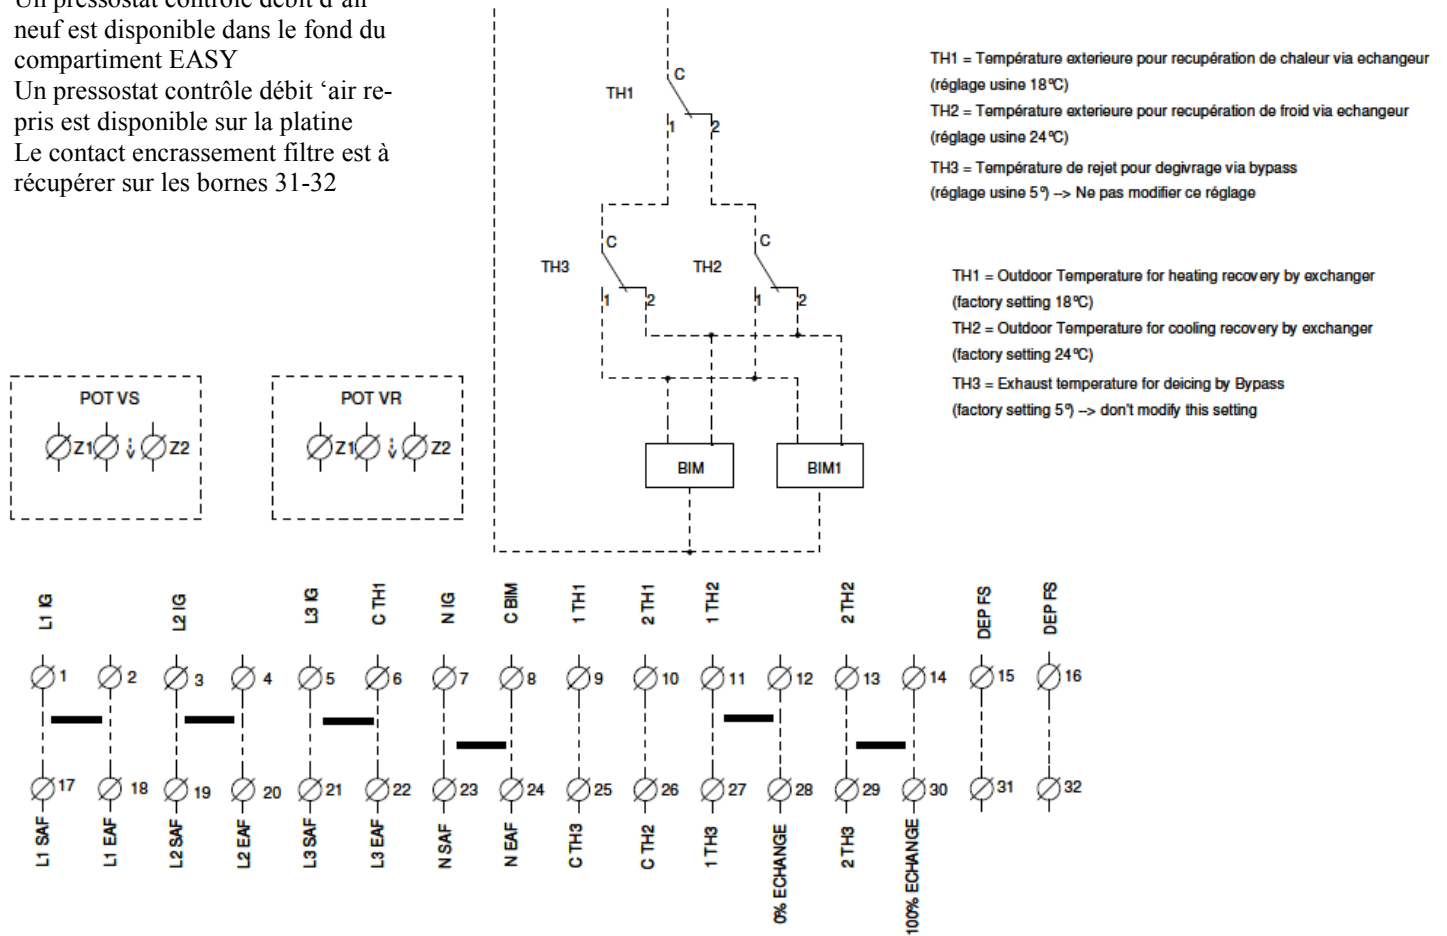 Un pressostat contrôle débit d'air
neuf est disponible dans le fond du
compartiment EASY
Un pressostat contrôle débit ‘air re-
pris est disponible sur la platine
Le contact encrassement filtre est à
récupérer sur les bornes 31-32
TH1 = Température exterieure pour recupération de chaleur via echangeur
(réglage usine 18°C)
TH2 = Température exterieure pour recupération de froid via echangeur
(réglage usine 24°C)
TH3 = Température de rejet pour degivrage via bypass
(réglage usine 5°) --> Ne pas modifier ce réglage
TH1 = Outdoor Temperature for heating recovery by exchanger
(factory setting 18°C)
TH2 = Outdoor Temperature for cooling recovery by exchanger
(factory setting 24°C)
TH3 = Exhaust temperature for deicing by Bypass
(factory setting 5°) --> don't modify this setting
C
TH1
1 2
C
TH3
1 2
C
TH2
1 2
BIM
BIM1
POT VS
Z1 Z2
POT VR
Z1 Z2
L1 IG
L2 IG
L3 IG
C TH1
N IG
C BIM
1 TH1
2 TH1
1 TH2
2 TH2
DEP FS
DEP FS
1 2 3 4 5 6 7 8 9 10 11 12 13 14 15 16
17 18 19 20 21 22 23 24 25 26 27 28 29 30 31 32
L1 SAF
L1 EAF
L2 SAF
L2 EAF
L3 SAF
L3 EAF
N SAF
N EAF
C TH3
C TH2
1 TH3
0% ECHANGE
2 TH3
100% ECHANGE